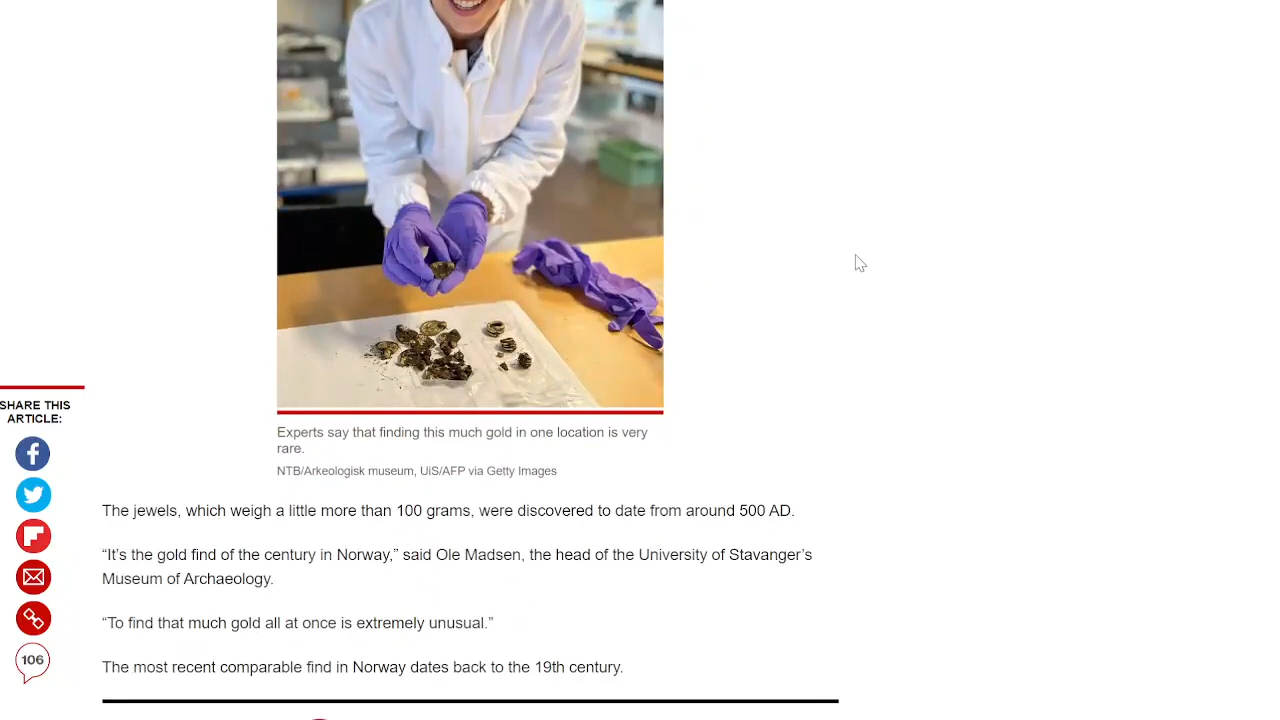 Experts say that finding this much gold in one location is very
rare.
NTB/Arkeologisk museum, UiS/AFP via Getty Images
SHARE THIS
ARTICLE:
106
The jewels, which weigh a little more than 100 grams, were discovered to date from around 500 AD.
“It’s the gold find of the century in Norway,” said Ole Madsen, the head of the University of Stavanger’s
Museum of Archaeology.
“To find that much gold all at once is extremely unusual.”
The most recent comparable find in Norway dates back to the 19th century.